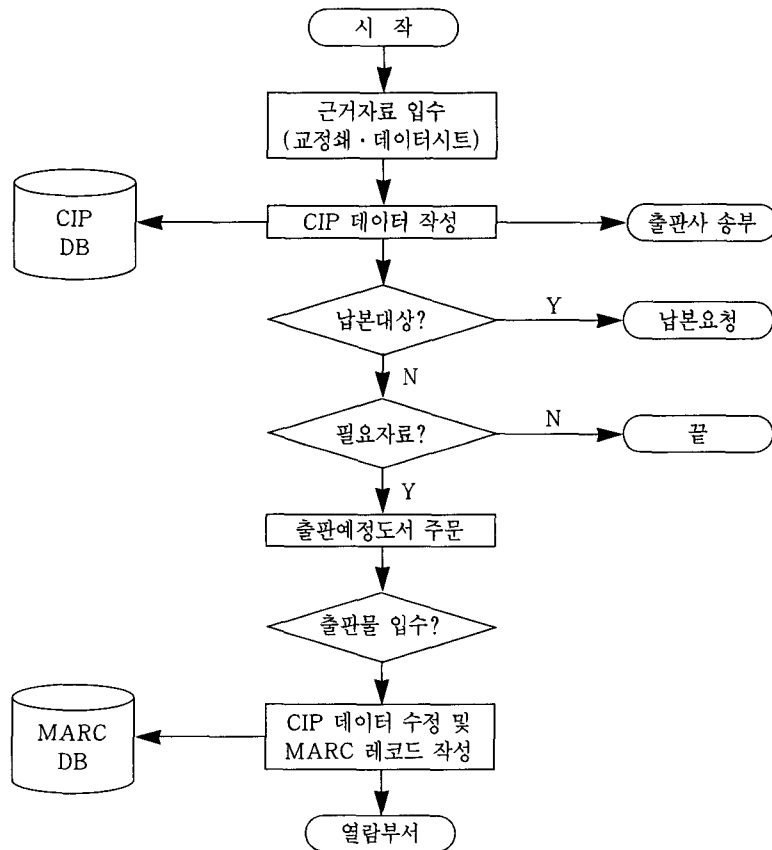 시 작
근거자료 입수
(교정쇄·데이터시트)
CIP
DB
CIP 데이터 작성
출판사 송부
납본대상?
Y
납본요청
N
필요자료?
N
끝
Y
출판예정도서 주문
출판물 입수?
MARC
DB
CIP 데이터 수정 및
MARC 레코드 작성
열람부서